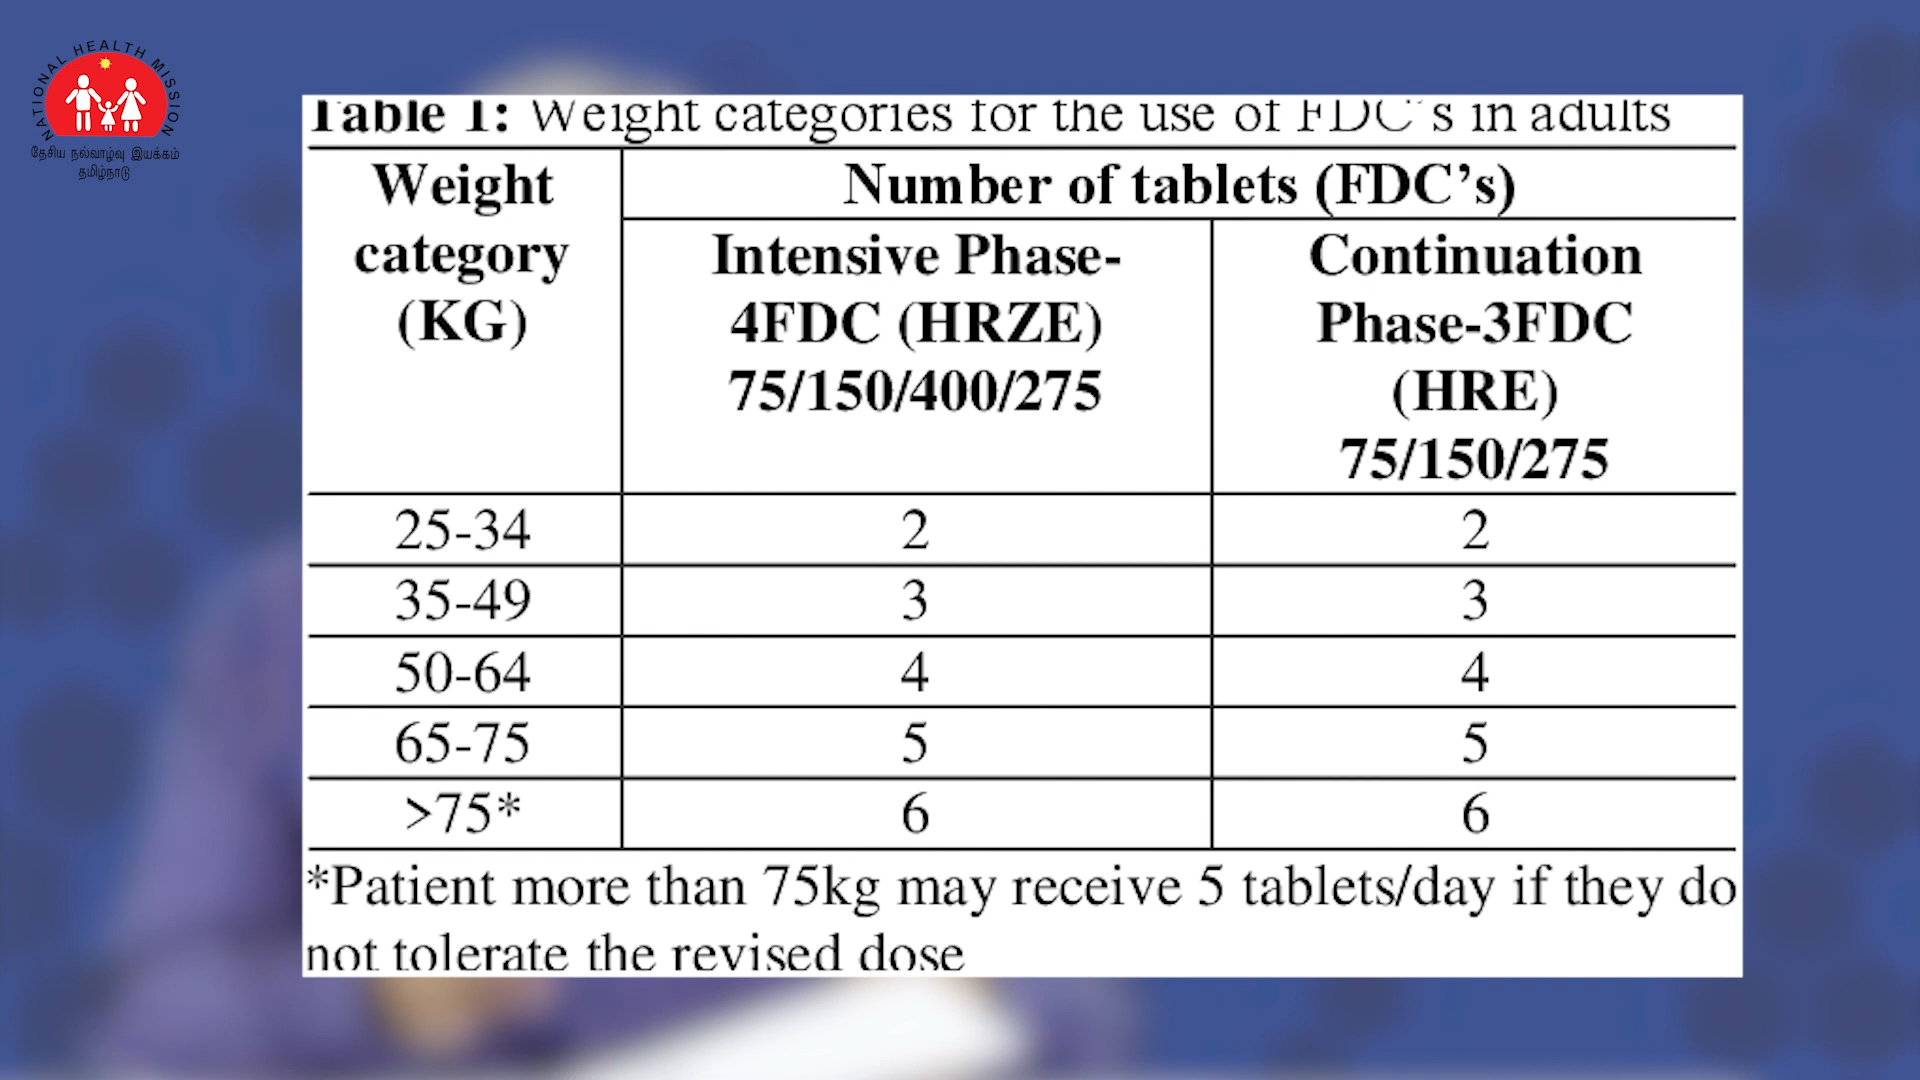 NATIONAL HEALTH MISSION
தேசிய நல்வாழ்வு இயக்கம்
தமிழ்நாடு
Table 1: Weight categories for the use of FDC's in adults
Weight category (KG)
Number of tablets (FDC's)
Intensive Phase-
4FDC (HRZE)
75/150/400/275
Continuation
Phase-3FDC
(HRE)
75/150/275
25-34 2 2
35-49 3 3
50-64 4 4
65-75 5 5
>75* 6 6
*Patient more than 75kg may receive 5 tablets/day if they do
not tolerate the revised dose